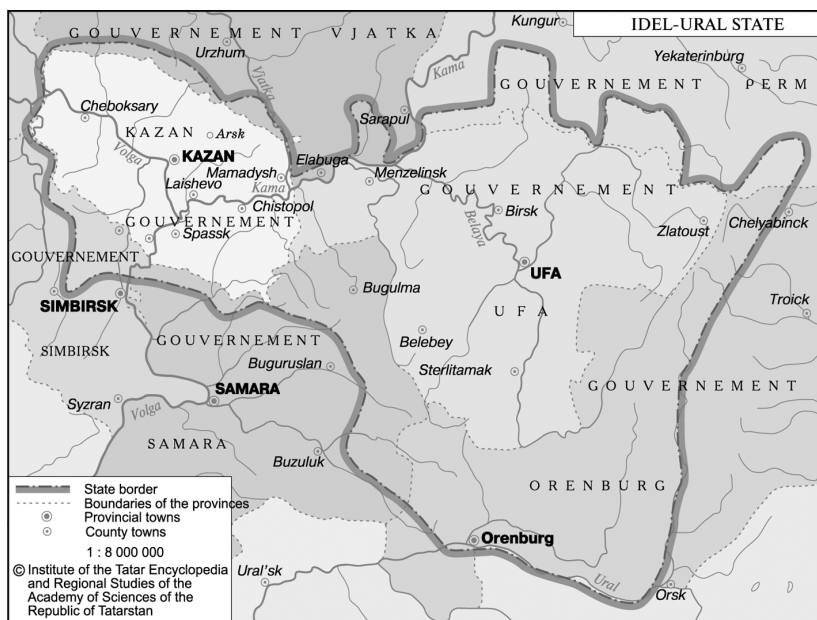 IDEL-URAL STATE
Kungur
GOUVERNEMENT VJATKA
Urzhum
Yekaterinburg
Kama
Vjatka
GOUVERNEMENT PERM
Sarapul
Cheboksary
KAZAN
Arsk
Volga
KAZAN
Elabuga
Mamadysh
Menzelinsk
Laishevo
Kama
GOUVERNEMENT
Chistopol
Birsk
Belaya
GOUVERNEMENT
Spassk
Zlatoust
Chelyabinck
GOUVERNEMENT
UFA
SIMBIRSK
Bugulma
UFA
Troick
GOUVERNEMENT
Belebey
SIMBIRSK
Buguruslan
Sterlitamak
GOUVERNEMENT
SAMARA
Syzran
Volga
SAMARA
Buzuluk
ORENBURG
Orenburg
Ural
Orsk
Ural'sk
State border
Boundaries of the provinces
Provincial towns
County towns
1 : 8 000 000
© Institute of the Tatar Encyclopedia
and Regional Studies of the
Academy of Sciences of the
Republic of Tatarstan